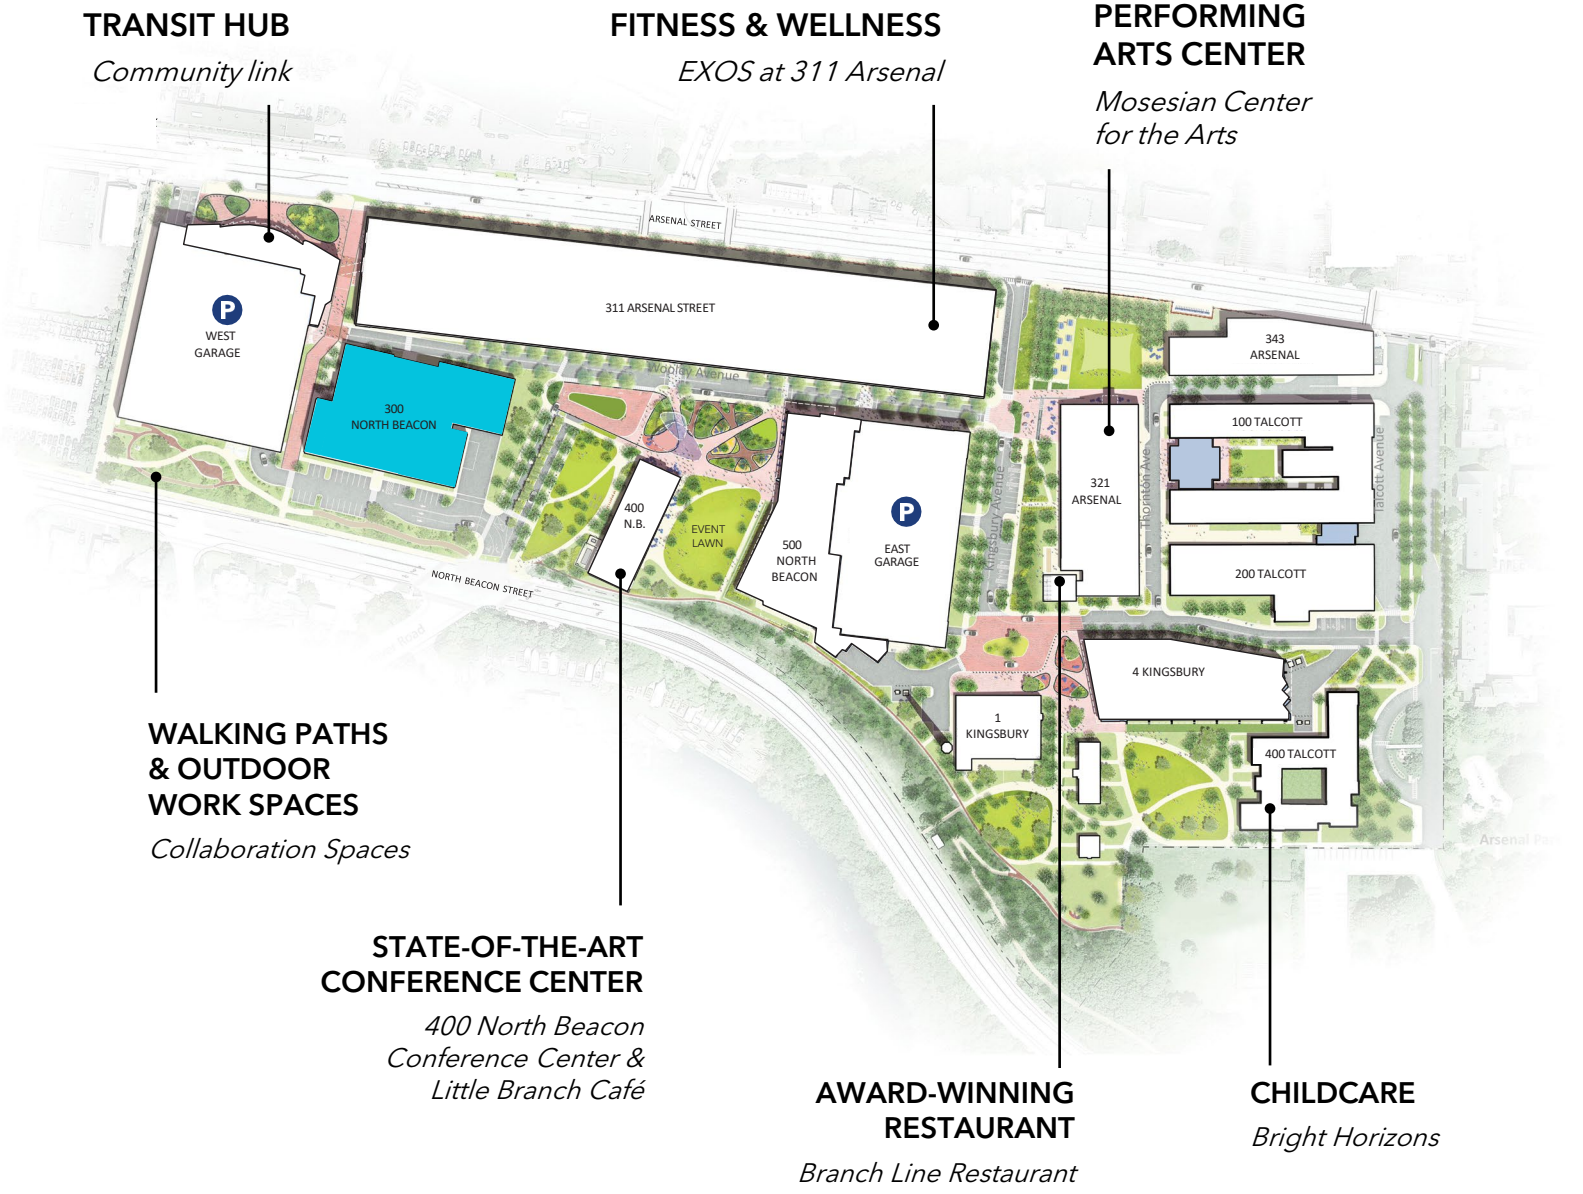 TRANSIT HUB
Community link
FITNESS & WELLNESS
EXOS at 311 Arsenal
PERFORMING
ARTS CENTER
Mosesian Center
for the Arts
ARSENAL STREET
P
WEST
GARAGE
311 ARSENAL STREET
343
ARSENAL
Wooley Avenue
300
NORTH BEACON
100 TALCOTT
Talcott Avenue
321
ARSENAL
Thornton Ave
Kingsbury Avenue
400
N.B.
EVENT
LAWN
P
EAST
GARAGE
500
NORTH
BEACON
200 TALCOTT
NORTH BEACON STREET
Road
4 KINGSBURY
1
KINGSBURY
400 TALCOTT
Arsenal Park
WALKING PATHS
& OUTDOOR
WORK SPACES
Collaboration Spaces
STATE-OF-THE-ART
CONFERENCE CENTER
400 North Beacon
Conference Center &
Little Branch Café
AWARD-WINNING
RESTAURANT
Branch Line Restaurant
CHILDCARE
Bright Horizons